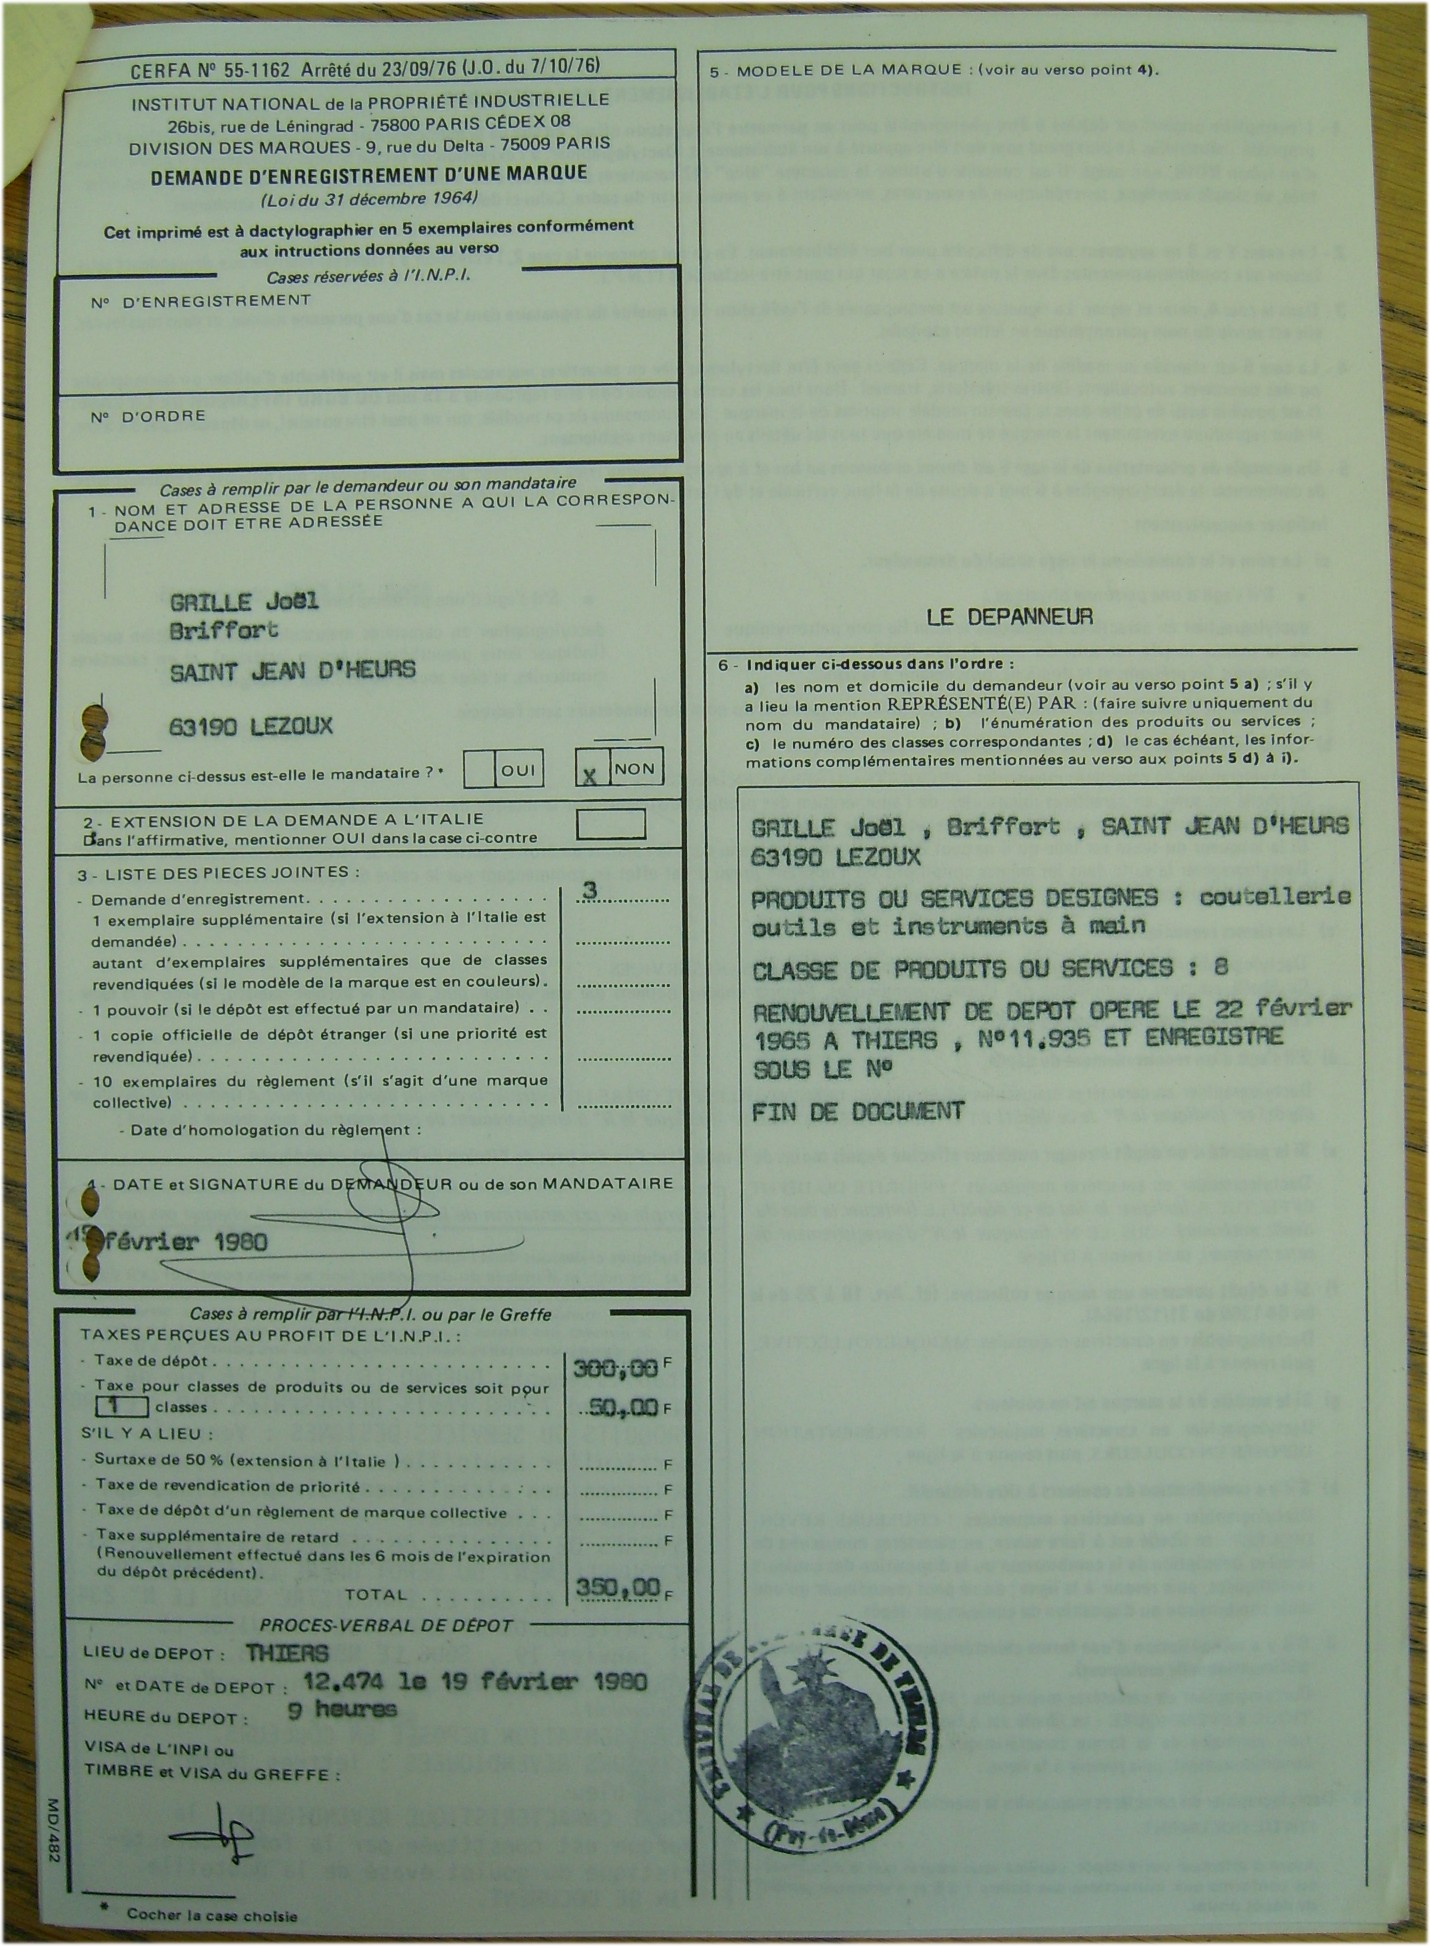 CERFA Nº 55-1162 Arrêté du 23/09/76 (J.O. du 7/10/76)
INSTITUT NATIONAL de la PROPRIÉTÉ INDUSTRIELLE
26bis, rue de Léningrad - 75800 PARIS CÉDEX 08
DIVISION DES MARQUES - 9, rue du Delta - 75009 PARIS
DEMANDE D'ENREGISTREMENT D'UNE MARQUE
(Loi du 31 décembre 1964)
Cet imprimé est à dactylographier en 5 exemplaires conformément
aux intructions données au verso
Cases réservées à l'I.N.P.I.
Nº D'ENREGISTREMENT
Nº D'ORDRE
Cases à remplir par le demandeur ou son mandataire
1 - NOM ET ADRESSE DE LA PERSONNE A QUI LA CORRESPON-
DANCE DOIT ETRE ADRESSÉE
GRILLE Joël
Briffort
SAINT JEAN D'HEURS
63190 LEZOUX
La personne ci-dessus est-elle le mandataire ? * OUI X NON
2 - EXTENSION DE LA DEMANDE A L'ITALIE
Dans l'affirmative, mentionner OUI dans la case ci-contre
3 - LISTE DES PIECES JOINTES :
- Demande d'enregistrement. . . . . . . . . . . . . . . . . 3
1 exemplaire supplémentaire (si l'extension à l'Italie est
demandée) . . . . . . . . . . . . . . . . . . . . . . . . . .
autant d'exemplaires supplémentaires que de classes
revendiquées (si le modèle de la marque est en couleurs).
- 1 pouvoir (si le dépôt est effectué par un mandataire) . .
- 1 copie officielle de dépôt étranger (si une priorité est
revendiquée) . . . . . . . . . . . . . . . . . . . . . . . . .
- 10 exemplaires du règlement (s'il s'agit d'une marque
collective) . . . . . . . . . . . . . . . . . . . . . . . . . .
- Date d'homologation du règlement :
4 - DATE et SIGNATURE du DEMANDEUR ou de son MANDATAIRE
19 février 1980
Cases à remplir par l'I.N.P.I. ou par le Greffe
TAXES PERÇUES AU PROFIT DE L'I.N.P.I. :
- Taxe de dépôt . . . . . . . . . . . . . . . . . . . . . . . . 300,00 F
- Taxe pour classes de produits ou de services soit pour
1 classes . . . . . . . . . . . . . . . . . . . . . . . . 50,00 F
S'IL Y A LIEU :
- Surtaxe de 50 % (extension à l'Italie ) . . . . . . . . . . . F
- Taxe de revendication de priorité . . . . . . . . . . . . . . F
- Taxe de dépôt d'un règlement de marque collective . . . F
- Taxe supplémentaire de retard . . . . . . . . . . . . . . . F
(Renouvellement effectué dans les 6 mois de l'expiration
du dépôt précédent).
TOTAL . . . . . . . . . . 350,00 F
PROCES-VERBAL DE DÉPOT
LIEU de DEPOT : THIERS
Nº et DATE de DEPOT : 12.474 le 19 février 1980
HEURE du DEPOT : 9 heures
VISA de L'INPI ou
TIMBRE et VISA du GREFFE :
MD/482
* Cocher la case choisie
5 - MODELE DE LA MARQUE : (voir au verso point 4).
LE DEPANNEUR
6 - Indiquer ci-dessous dans l'ordre :
a) les nom et domicile du demandeur (voir au verso point 5 a) ; s'il y
a lieu la mention REPRÉSENTÉ(E) PAR : (faire suivre uniquement du
nom du mandataire) ; b) l'énumération des produits ou services ;
c) le numéro des classes correspondantes ; d) le cas échéant, les infor-
mations complémentaires mentionnées au verso aux points 5 d) à i).
GRILLE Joël , Briffort , SAINT JEAN D'HEURS
63190 LEZOUX
PRODUITS OU SERVICES DESIGNES : coutellerie
outils et instruments à main
CLASSE DE PRODUITS OU SERVICES : 8
RENOUVELLEMENT DE DEPOT OPERE LE 22 février
1965 A THIERS , Nº11.935 ET ENREGISTRE
SOUS LE Nº
FIN DE DOCUMENT
DE THIERS
(Puy-de-Dôme)